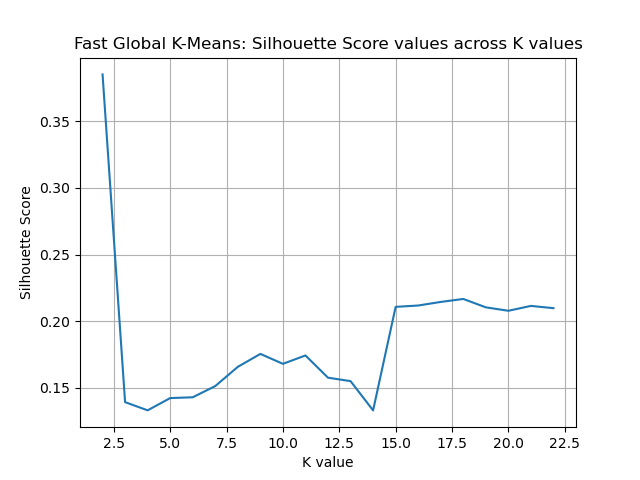 Fast Global K-Means: Silhouette Score values across K values
Silhouette Score
0.35
0.30
0.25
0.20
0.15
2.5 5.0 7.5 10.0 12.5 15.0 17.5 20.0 22.5
K value